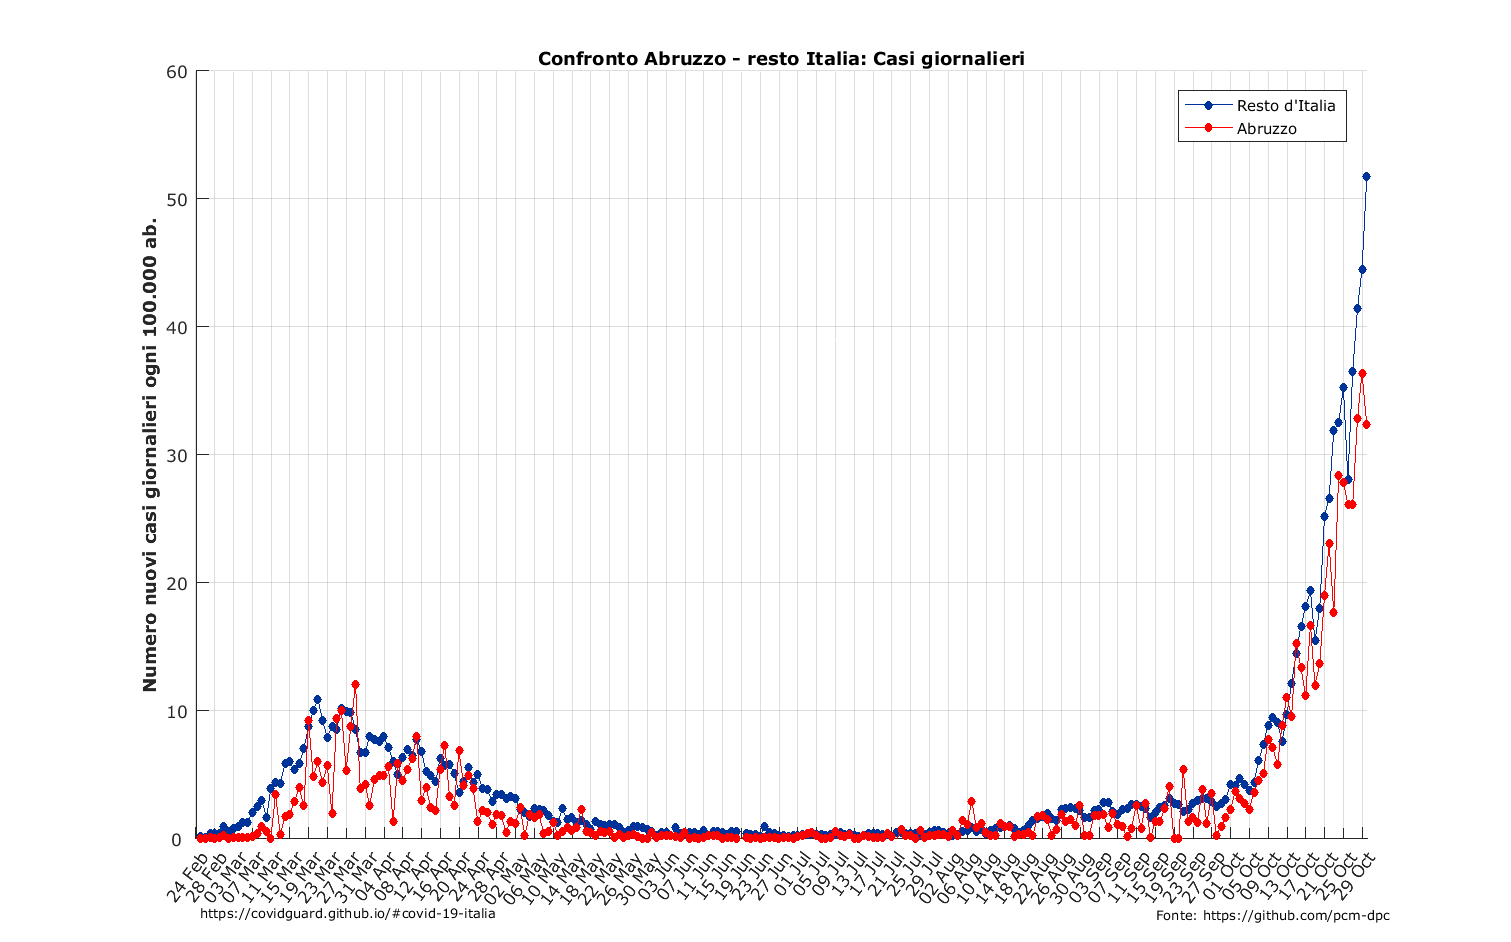 Confronto Abruzzo - resto Italia: Casi giornalieri
Numero nuovi casi giornalieri ogni 100.000 ab.
60
50
40
30
20
10
0
Resto d'Italia
Abruzzo
24 Feb
28 Feb
03 Mar
07 Mar
11 Mar
15 Mar
19 Mar
23 Mar
27 Mar
31 Mar
04 Apr
08 Apr
12 Apr
16 Apr
20 Apr
24 Apr
28 Apr
02 May
06 May
10 May
14 May
18 May
22 May
26 May
30 May
03 Jun
07 Jun
11 Jun
15 Jun
19 Jun
23 Jun
27 Jun
01 Jul
05 Jul
09 Jul
13 Jul
17 Jul
21 Jul
25 Jul
29 Jul
02 Aug
06 Aug
10 Aug
14 Aug
18 Aug
22 Aug
26 Aug
30 Aug
03 Sep
07 Sep
11 Sep
15 Sep
19 Sep
23 Sep
27 Sep
01 Oct
05 Oct
09 Oct
13 Oct
17 Oct
21 Oct
25 Oct
29 Oct
https://covidguard.github.io/#covid-19-italia
Fonte: https://github.com/pcm-dpc